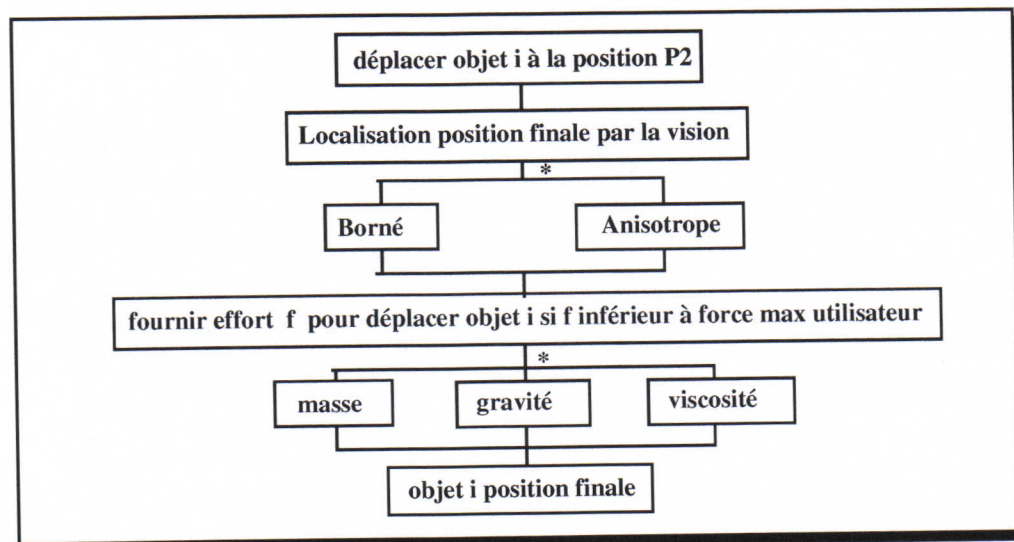 déplacer objet i à la position P2
Localisation position finale par la vision
*
Borné Anisotrope
fournir effort f pour déplacer objet i si f inférieur à force max utilisateur
*
masse gravité viscosité
objet i position finale